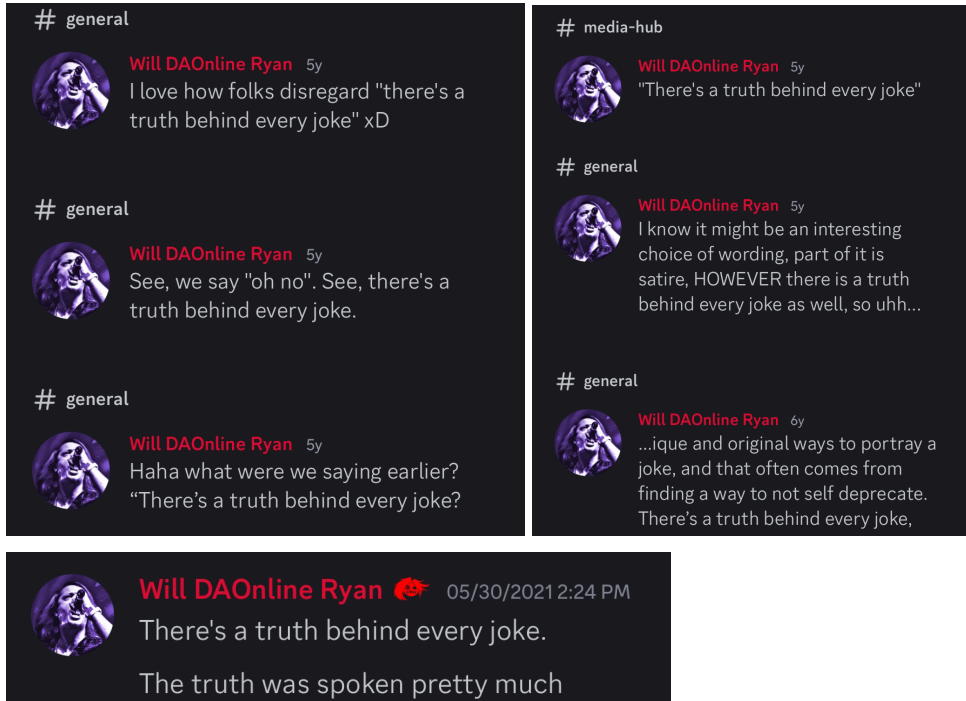 # general
Will DAOnline Ryan 5y
I love how folks disregard "there's a
truth behind every joke" xD
# general
Will DAOnline Ryan 5y
See, we say "oh no". See, there's a
truth behind every joke.
# general
Will DAOnline Ryan 5y
Haha what were we saying earlier?
“There’s a truth behind every joke?
# media-hub
Will DAOnline Ryan 5y
"There's a truth behind every joke"
# general
Will DAOnline Ryan 5y
I know it might be an interesting
choice of wording, part of it is
satire, HOWEVER there is a truth
behind every joke as well, so uhh...
# general
Will DAOnline Ryan 6y
...ique and original ways to portray a
joke, and that often comes from
finding a way to not self deprecate.
There’s a truth behind every joke,
Will DAOnline Ryan 05/30/2021 2:24 PM
There's a truth behind every joke.
The truth was spoken pretty much